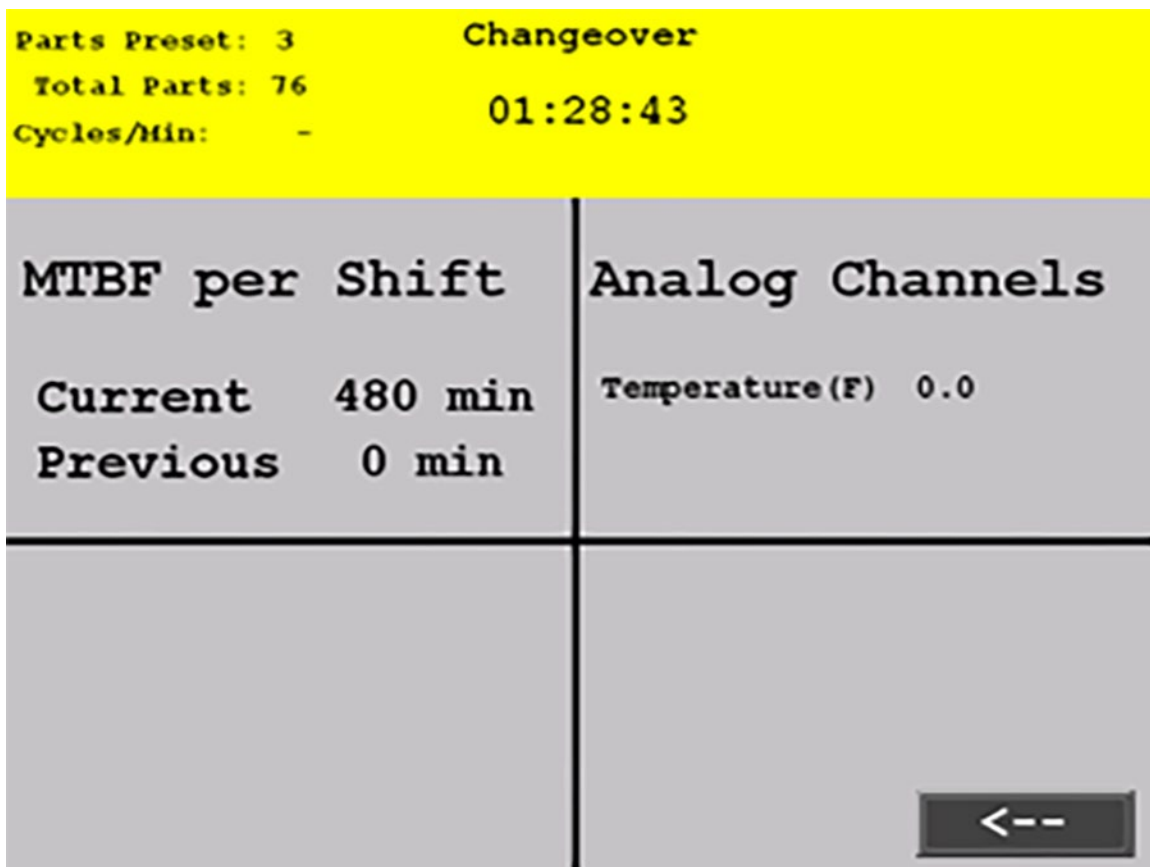 Parts Preset: 3
Total Parts: 76
Cycles/Min: -
Changeover
01:28:43
MTBF per Shift
Current 480 min
Previous 0 min
Analog Channels
Temperature(F) 0.0
<--